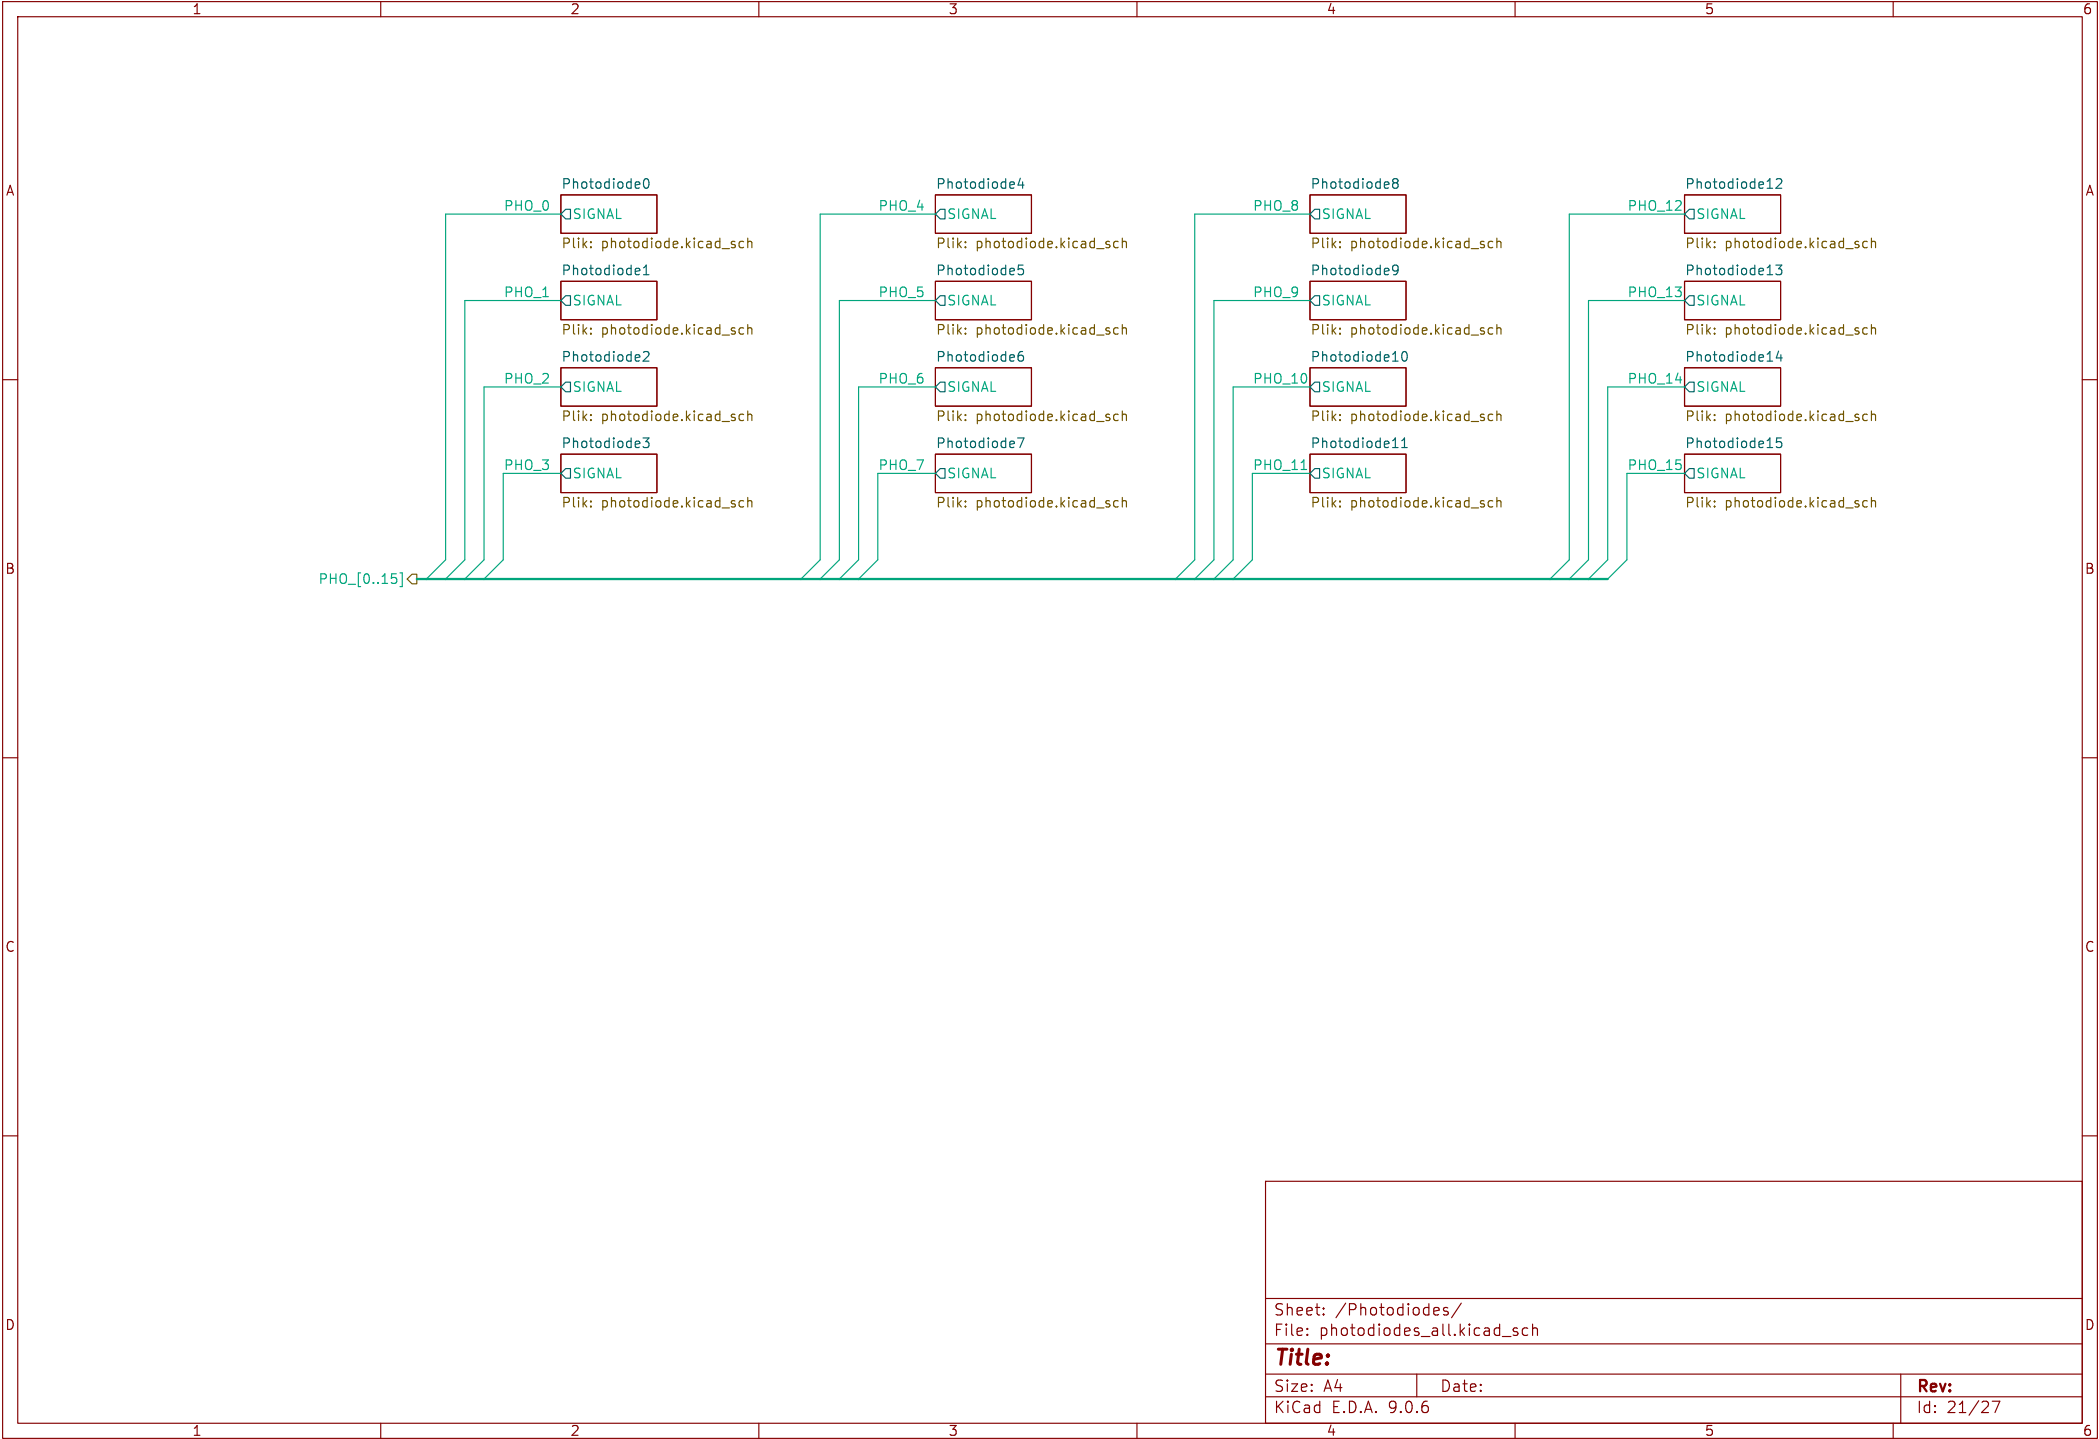 1 2 3 4 5 6
A A
Photodiode0 Photodiode4 Photodiode8 Photodiode12
PHO_0 PHO_4 PHO_8 PHO_12
SIGNAL SIGNAL SIGNAL SIGNAL
Plik: photodiode.kicad_sch Plik: photodiode.kicad_sch Plik: photodiode.kicad_sch Plik: photodiode.kicad_sch
Photodiode1 Photodiode5 Photodiode9 Photodiode13
PHO_1 PHO_5 PHO_9 PHO_13
SIGNAL SIGNAL SIGNAL SIGNAL
Plik: photodiode.kicad_sch Plik: photodiode.kicad_sch Plik: photodiode.kicad_sch Plik: photodiode.kicad_sch
Photodiode2 Photodiode6 Photodiode10 Photodiode14
PHO_2 PHO_6 PHO_10 PHO_14
SIGNAL SIGNAL SIGNAL SIGNAL
Plik: photodiode.kicad_sch Plik: photodiode.kicad_sch Plik: photodiode.kicad_sch Plik: photodiode.kicad_sch
Photodiode3 Photodiode7 Photodiode11 Photodiode15
PHO_3 PHO_7 PHO_11 PHO_15
SIGNAL SIGNAL SIGNAL SIGNAL
Plik: photodiode.kicad_sch Plik: photodiode.kicad_sch Plik: photodiode.kicad_sch Plik: photodiode.kicad_sch
B B
PHO_[0..15]
C C
Sheet: /Photodiodes/
D D
File: photodiodes_all.kicad_sch
Title:
Size: A4 Date: Rev:
KiCad E.D.A. 9.0.6 Id: 21/27
1 2 3 4 5 6